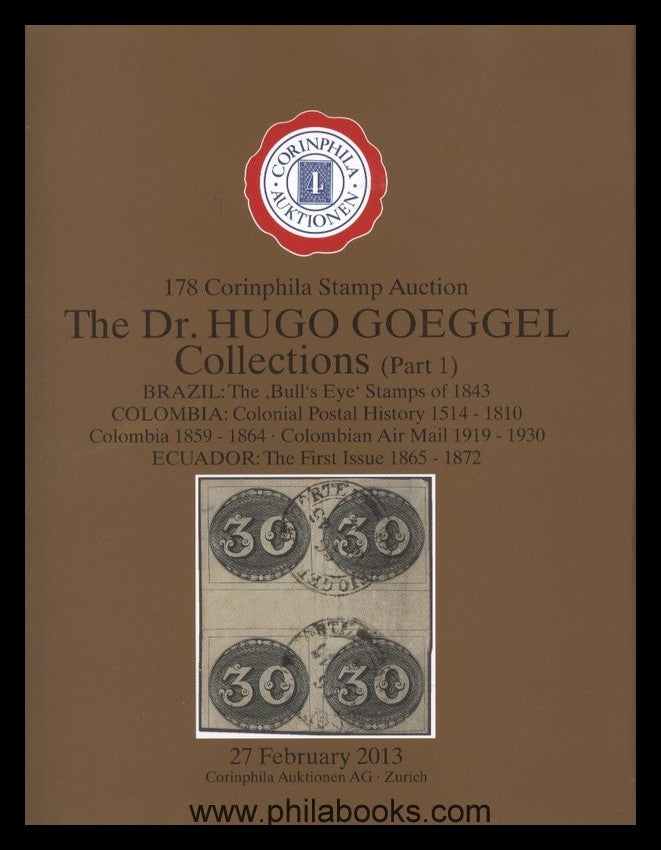 CORINPHILA
4
AUKTIONEN
178 Corinphila Stamp Auction
The Dr. HUGO GOEGGEL
Collections (Part 1)
BRAZIL: The ‚Bull‘s Eye‘ Stamps of 1843
COLOMBIA: Colonial Postal History 1514 - 1810
Colombia 1859 - 1864 · Colombian Air Mail 1919 - 1930
ECUADOR: The First Issue 1865 - 1872
30 30
30 30
27 February 2013
Corinphila Auktionen AG · Zurich
www.philabooks.com